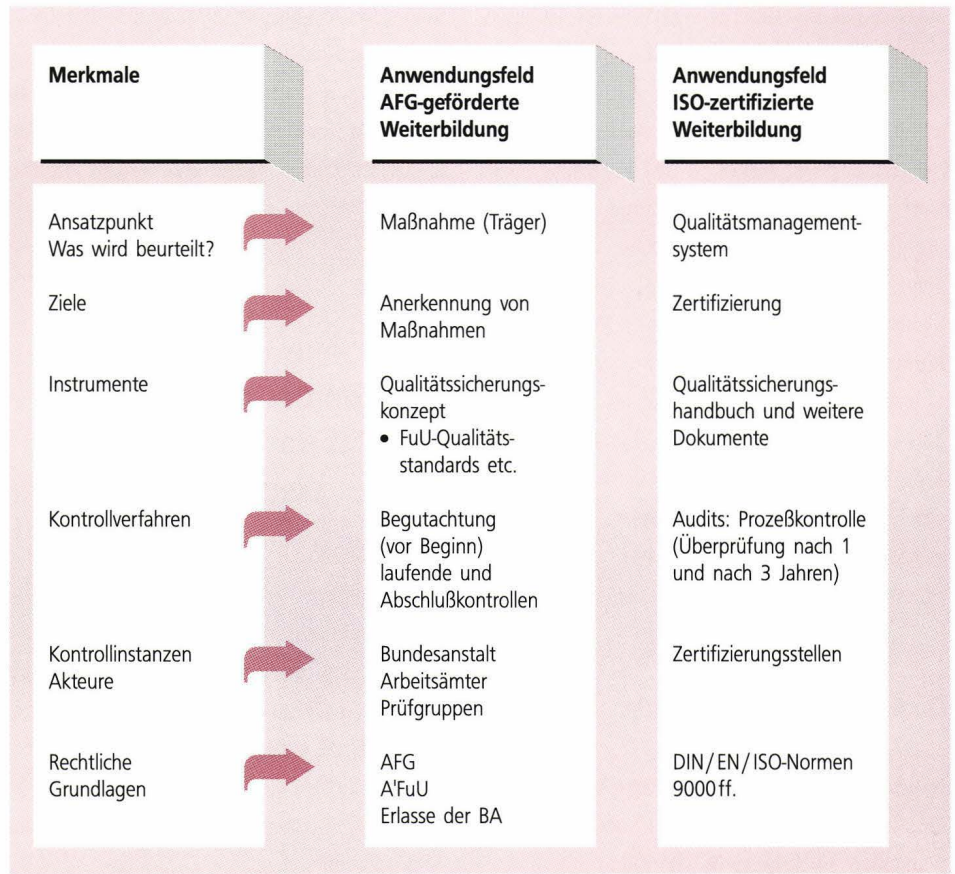 Merkmale
Anwendungsfeld
AFG-geförderte
Weiterbildung
Anwendungsfeld
ISO-zertifizierte
Weiterbildung
Ansatzpunkt
Was wird beurteilt?
Maßnahme (Träger)
Qualitätsmanagement-
system
Ziele
Anerkennung von
Maßnahmen
Zertifizierung
Instrumente
Qualitätssicherungs-
konzept
• FuU-Qualitäts-
standards etc.
Qualitätssicherungs-
handbuch und weitere
Dokumente
Kontrollverfahren
Begutachtung
(vor Beginn)
laufende und
Abschlußkontrollen
Audits: Prozeßkontrolle
(Überprüfung nach 1
und nach 3 Jahren)
Kontrollinstanzen
Akteure
Bundesanstalt
Arbeitsämter
Prüfgruppen
Zertifizierungsstellen
Rechtliche
Grundlagen
AFG
A'FuU
Erlasse der BA
DIN/EN/ISO-Normen
9000ff.